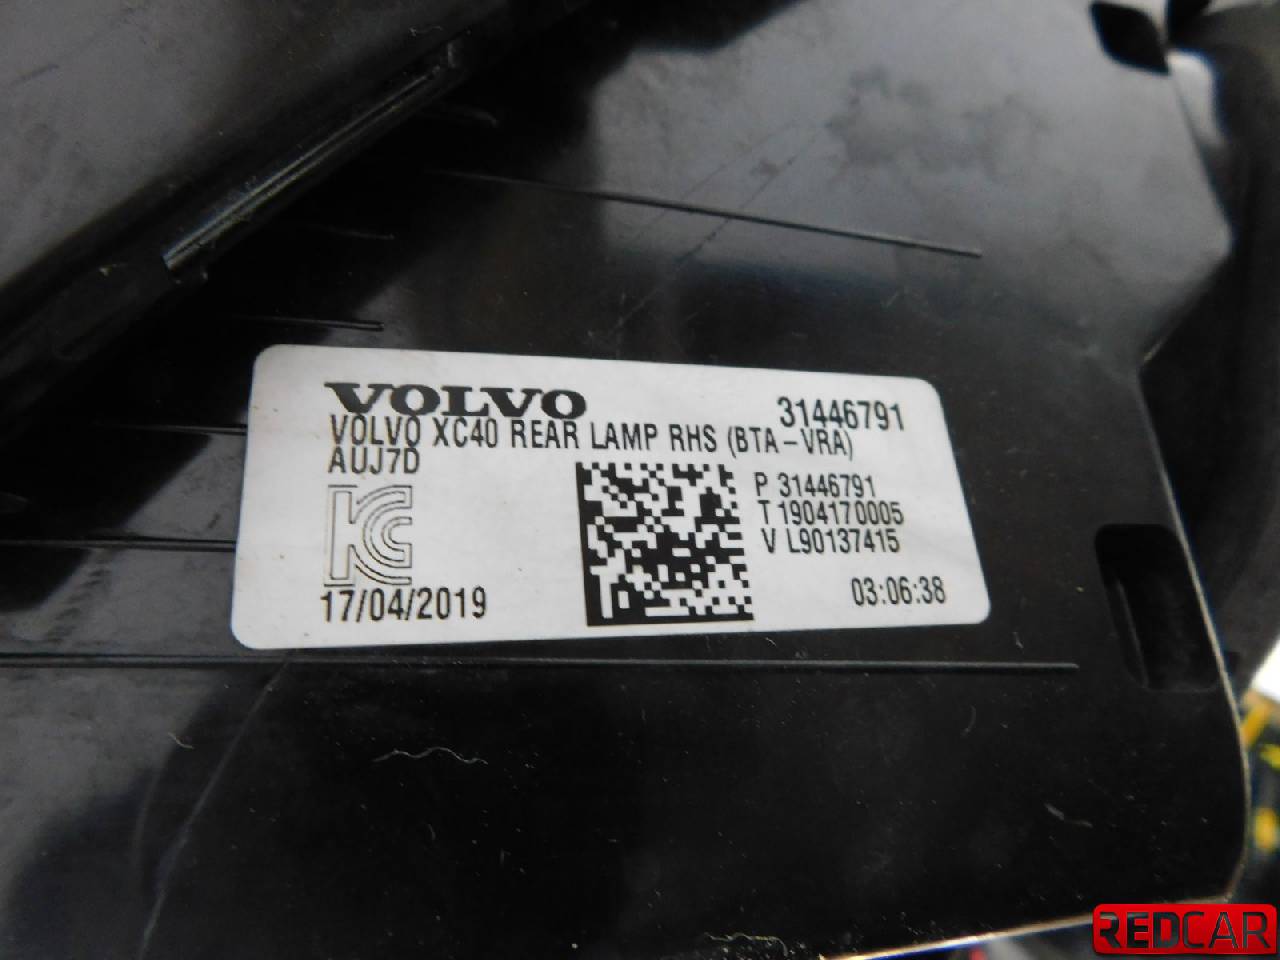 VOLVO 31446791
VOLVO XC40 REAR LAMP RHS (BTA-VRA)
AUJ7D
P 31446791
T 1904170005
V L90137415
KC
17/04/2019
03:06:38
REDCAR